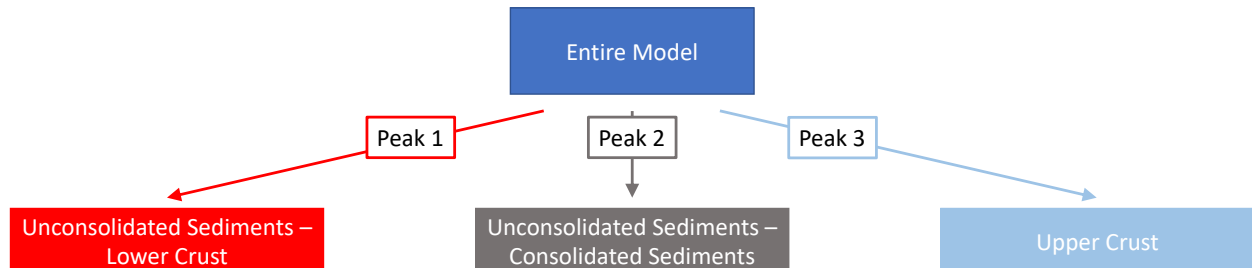 Entire Model
Peak 1
Peak 2
Peak 3
Unconsolidated Sediments –
Lower Crust
Unconsolidated Sediments –
Consolidated Sediments
Upper Crust